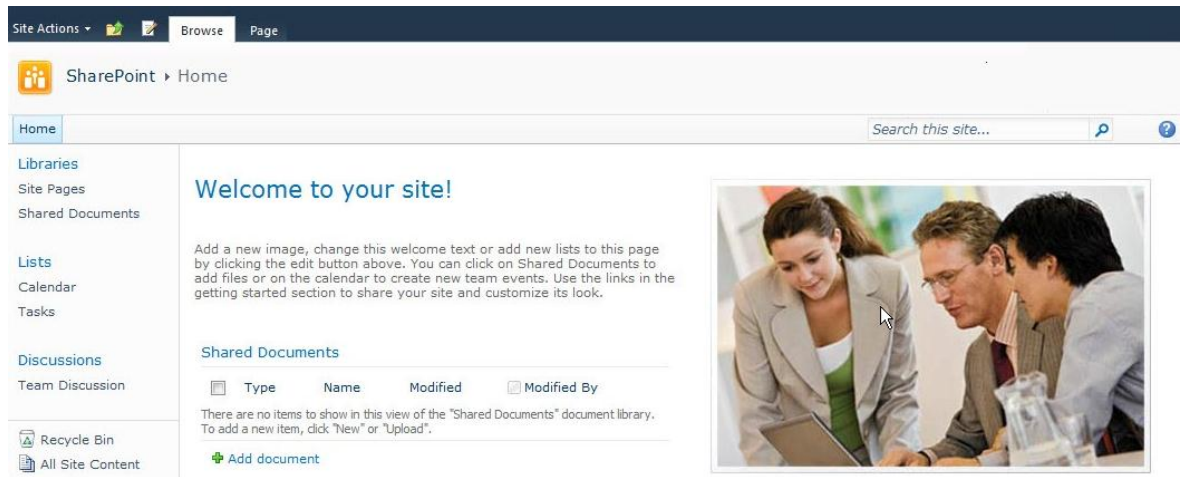 Site Actions
Browse
Page
SharePoint
Home
Home
Search this site...
Libraries
Site Pages
Shared Documents
Lists
Calendar
Tasks
Discussions
Team Discussion
Recycle Bin
All Site Content
Welcome to your site!
Add a new image, change this welcome text or add new lists to this page
by clicking the edit button above. You can click on Shared Documents to
add files or on the calendar to create new team events. Use the links in the
getting started section to share your site and customize its look.
Shared Documents
Type Name Modified Modified By
There are no items to show in this view of the "Shared Documents" document library.
To add a new item, click "New" or "Upload".
Add document